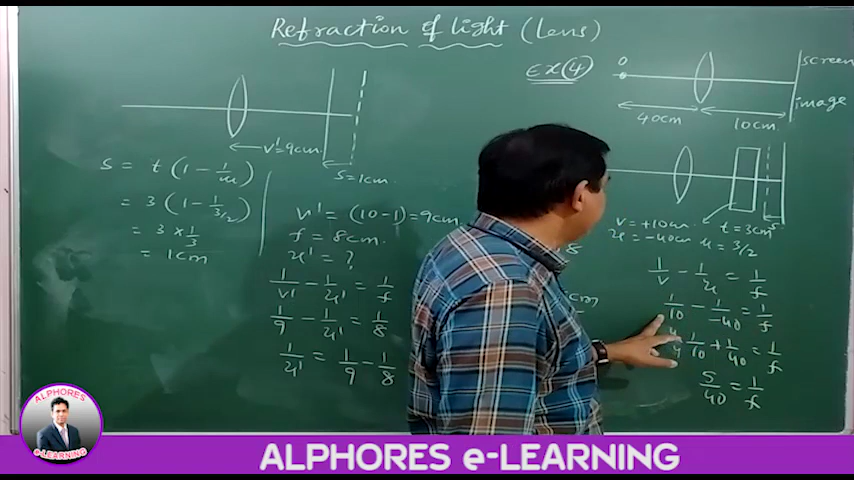 Refraction of light (Lens)
Ex(4)
O
screen
image
40cm
10cm
v' = 9cm
S = 1cm
S = t (1 - 1/μ)
= 3 (1 - 1/3/2)
= 3 × 1/3
= 1cm
v' = (10-1) = 9cm
f = 8cm
u' = ?
1/v' - 1/u' = 1/f
1/9 - 1/u' = 1/8
1/u' = 1/9 - 1/8
8
cm
S
t = 3cm
v = +10cm
u = -40cm μ = 3/2
1/v - 1/u = 1/f
1/10 - 1/-40 = 1/f
1/10 + 1/40 = 1/f
5/40 = 1/f
ALPHORES
e-LEARNING
ALPHORES e-LEARNING